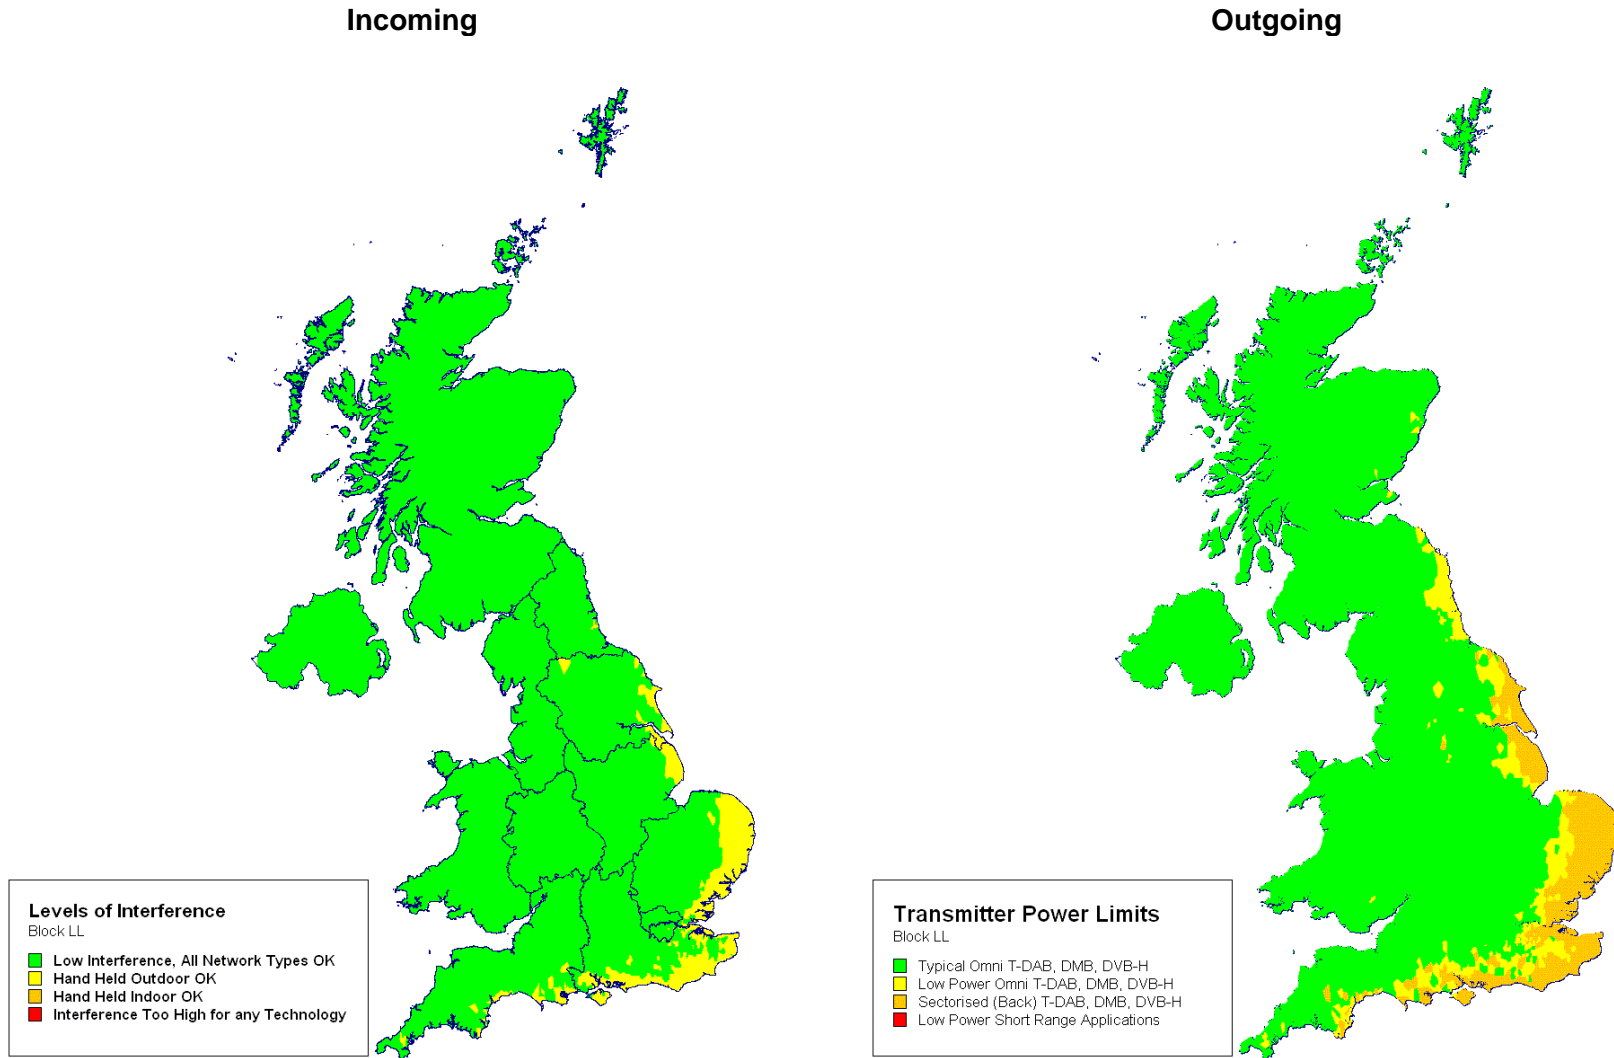 Incoming
Outgoing
Levels of Interference
Block LL
Low Interference, All Network Types OK
Hand Held Outdoor OK
Hand Held Indoor OK
Interference Too High for any Technology
Transmitter Power Limits
Block LL
Typical Omni T-DAB, DMB, DVB-H
Low Power Omni T-DAB, DMB, DVB-H
Sectorised (Back) T-DAB, DMB, DVB-H
Low Power Short Range Applications